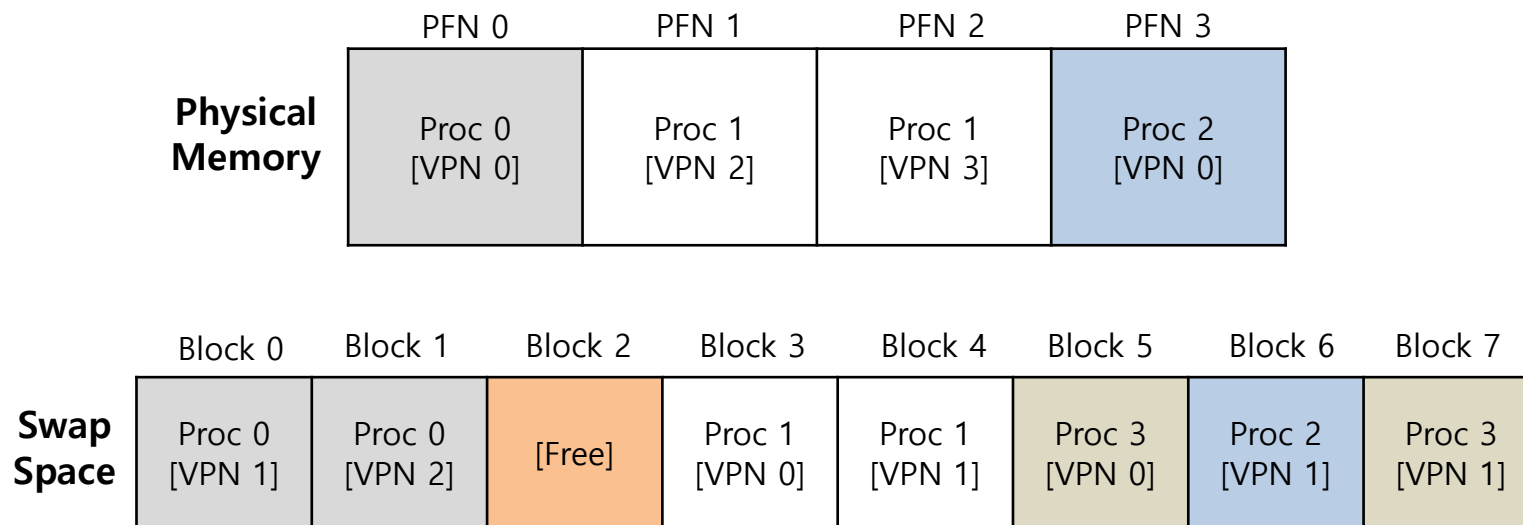 PFN 0 PFN 1 PFN 2 PFN 3
Physical
Memory
Proc 0
[VPN 0]
Proc 1
[VPN 2]
Proc 1
[VPN 3]
Proc 2
[VPN 0]
Block 0 Block 1 Block 2 Block 3 Block 4 Block 5 Block 6 Block 7
Swap
Space
Proc 0
[VPN 1]
Proc 0
[VPN 2]
[Free]
Proc 1
[VPN 0]
Proc 1
[VPN 1]
Proc 3
[VPN 0]
Proc 2
[VPN 1]
Proc 3
[VPN 1]